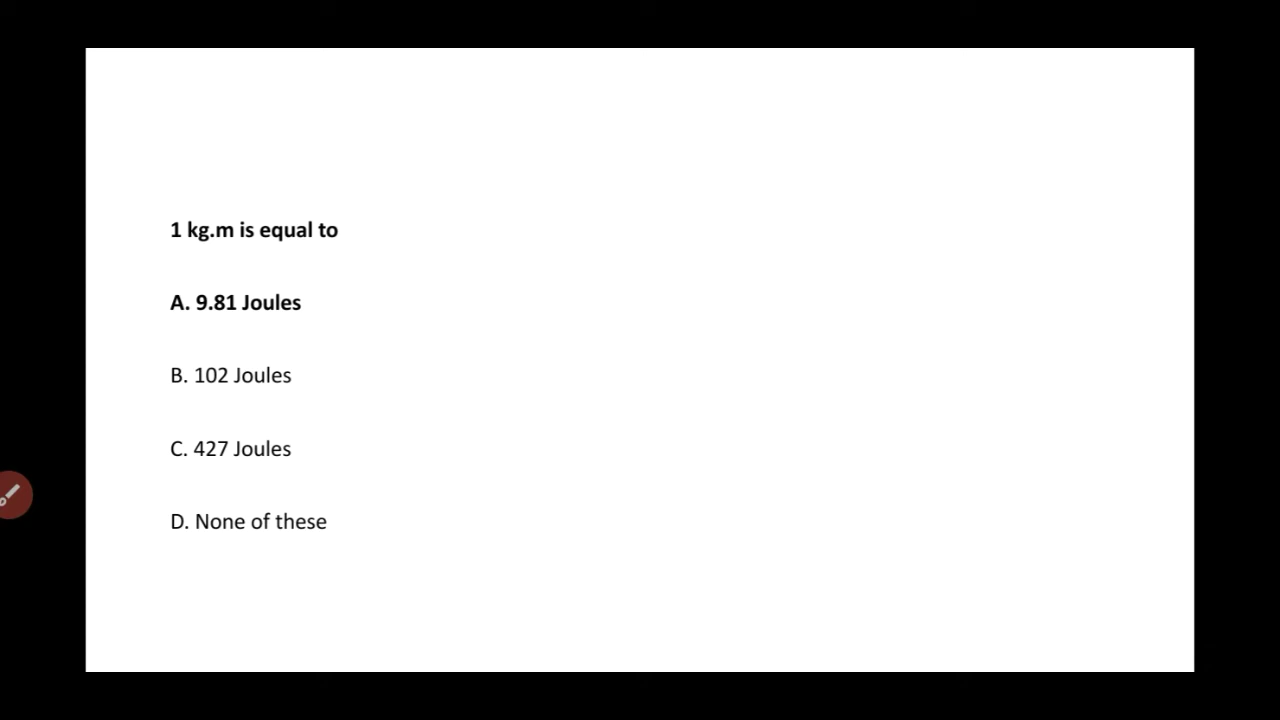 1 kg.m is equal to
A. 9.81 Joules
B. 102 Joules
C. 427 Joules
D. None of these